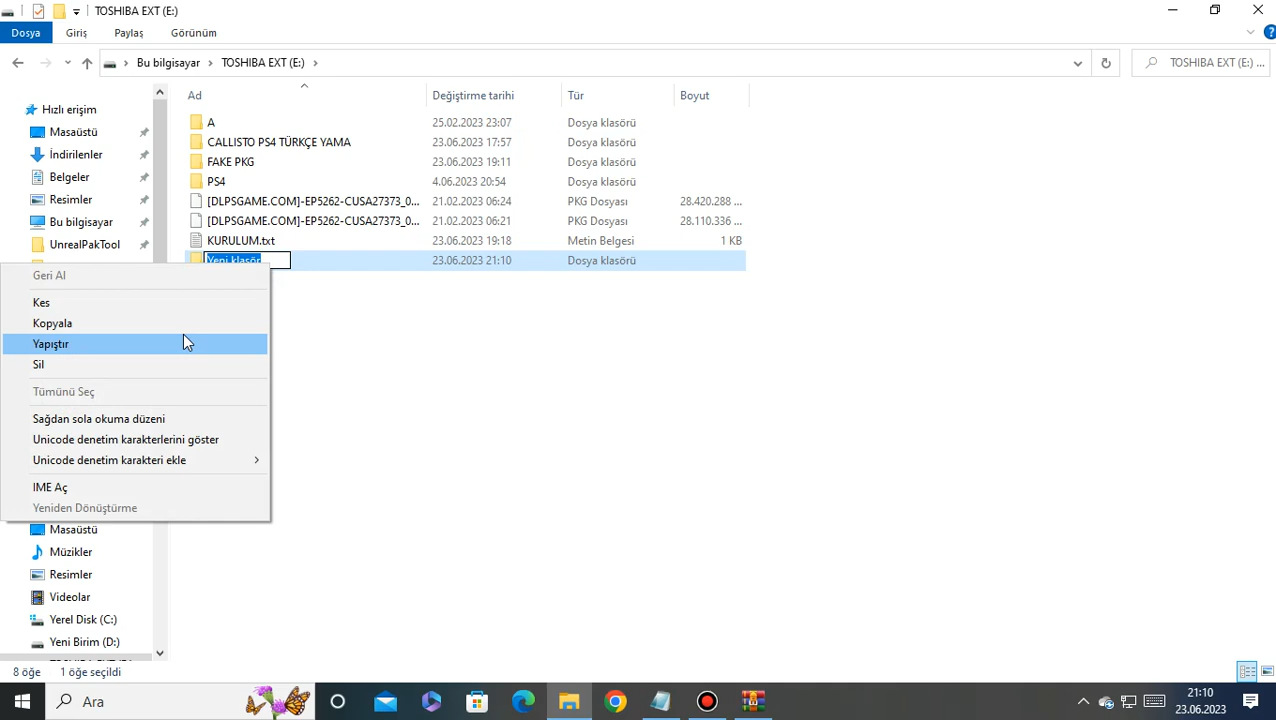 TOSHIBA EXT (E:)
Dosya Giriş Paylaş Görünüm
Bu bilgisayar TOSHIBA EXT (E:) TOSHIBA EXT (E:) ...
Ad Değiştirme tarihi Tür Boyut
Hızlı erişim
Masaüstü
İndirilenler
Belgeler
Resimler
Bu bilgisayar
UnrealPakTool
A 25.02.2023 23:07 Dosya klasörü
CALLISTO PS4 TÜRKÇE YAMA 23.06.2023 17:57 Dosya klasörü
FAKE PKG 23.06.2023 19:11 Dosya klasörü
PS4 4.06.2023 20:54 Dosya klasörü
[DLPSGAME.COM]-EP5262-CUSA27373_0... 21.02.2023 06:24 PKG Dosyası 28.420.288 ...
[DLPSGAME.COM]-EP5262-CUSA27373_0... 21.02.2023 06:21 PKG Dosyası 28.110.336 ...
KURULUM.txt 23.06.2023 19:18 Metin Belgesi 1 KB
Yeni klasör 23.06.2023 21:10 Dosya klasörü
Geri Al
Kes
Kopyala
Yapıştır
Sil
Tümünü Seç
Sağdan sola okuma düzeni
Unicode denetim karakterlerini göster
Unicode denetim karakteri ekle
IME Aç
Yeniden Dönüştürme
Masaüstü
Müzikler
Resimler
Videolar
Yerel Disk (C:)
Yeni Birim (D:)
8 öğe 1 öğe seçildi
Ara
21:10
23.06.2023